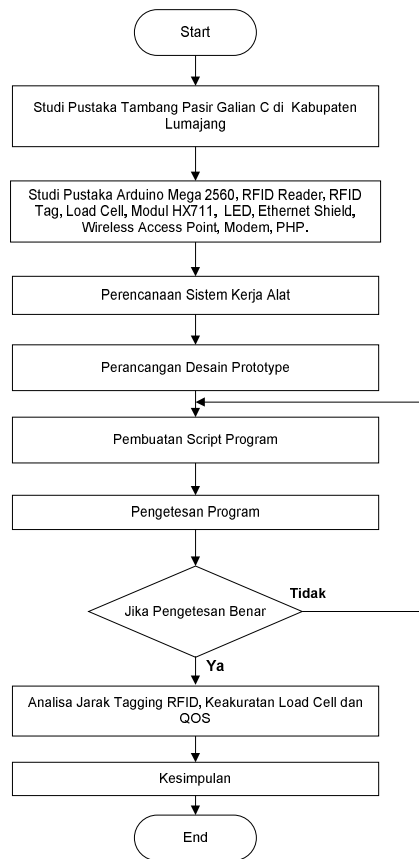 Start
Studi Pustaka Tambang Pasir Galian C di Kabupaten
Lumajang
Studi Pustaka Arduino Mega 2560, RFID Reader, RFID
Tag, Load Cell, Modul HX711, LED, Ethernet Shield,
Wireless Access Point, Modem, PHP.
Perencanaan Sistem Kerja Alat
Perancangan Desain Prototype
Pembuatan Script Program
Pengetesan Program
Jika Pengetesan Benar
Tidak
Ya
Analisa Jarak Tagging RFID, Keakuratan Load Cell dan
QOS
Kesimpulan
End